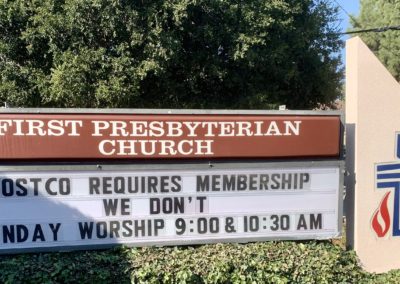 FIRST PRESBYTERIAN
CHURCH
OSTCO REQUIRES MEMBERSHIP
WE DON'T
NDAY WORSHIP 9:00 & 10:30 AM